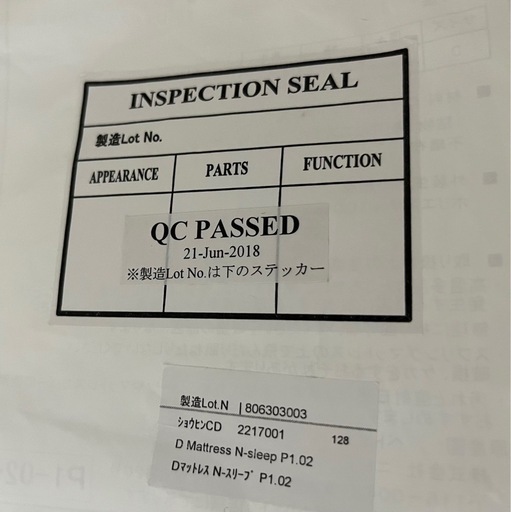 INSPECTION SEAL
製造Lot No.
APPEARANCE PARTS FUNCTION
QC PASSED
21-Jun-2018
※製造Lot No.は下のステッカー
製造Lot.N | 806303003
ｼｮｳﾋﾝCD 2217001 128
D Mattress N-sleep P1.02
Dﾏｯﾄﾚｽ N-ｽﾘｰﾌﾟ P1.02